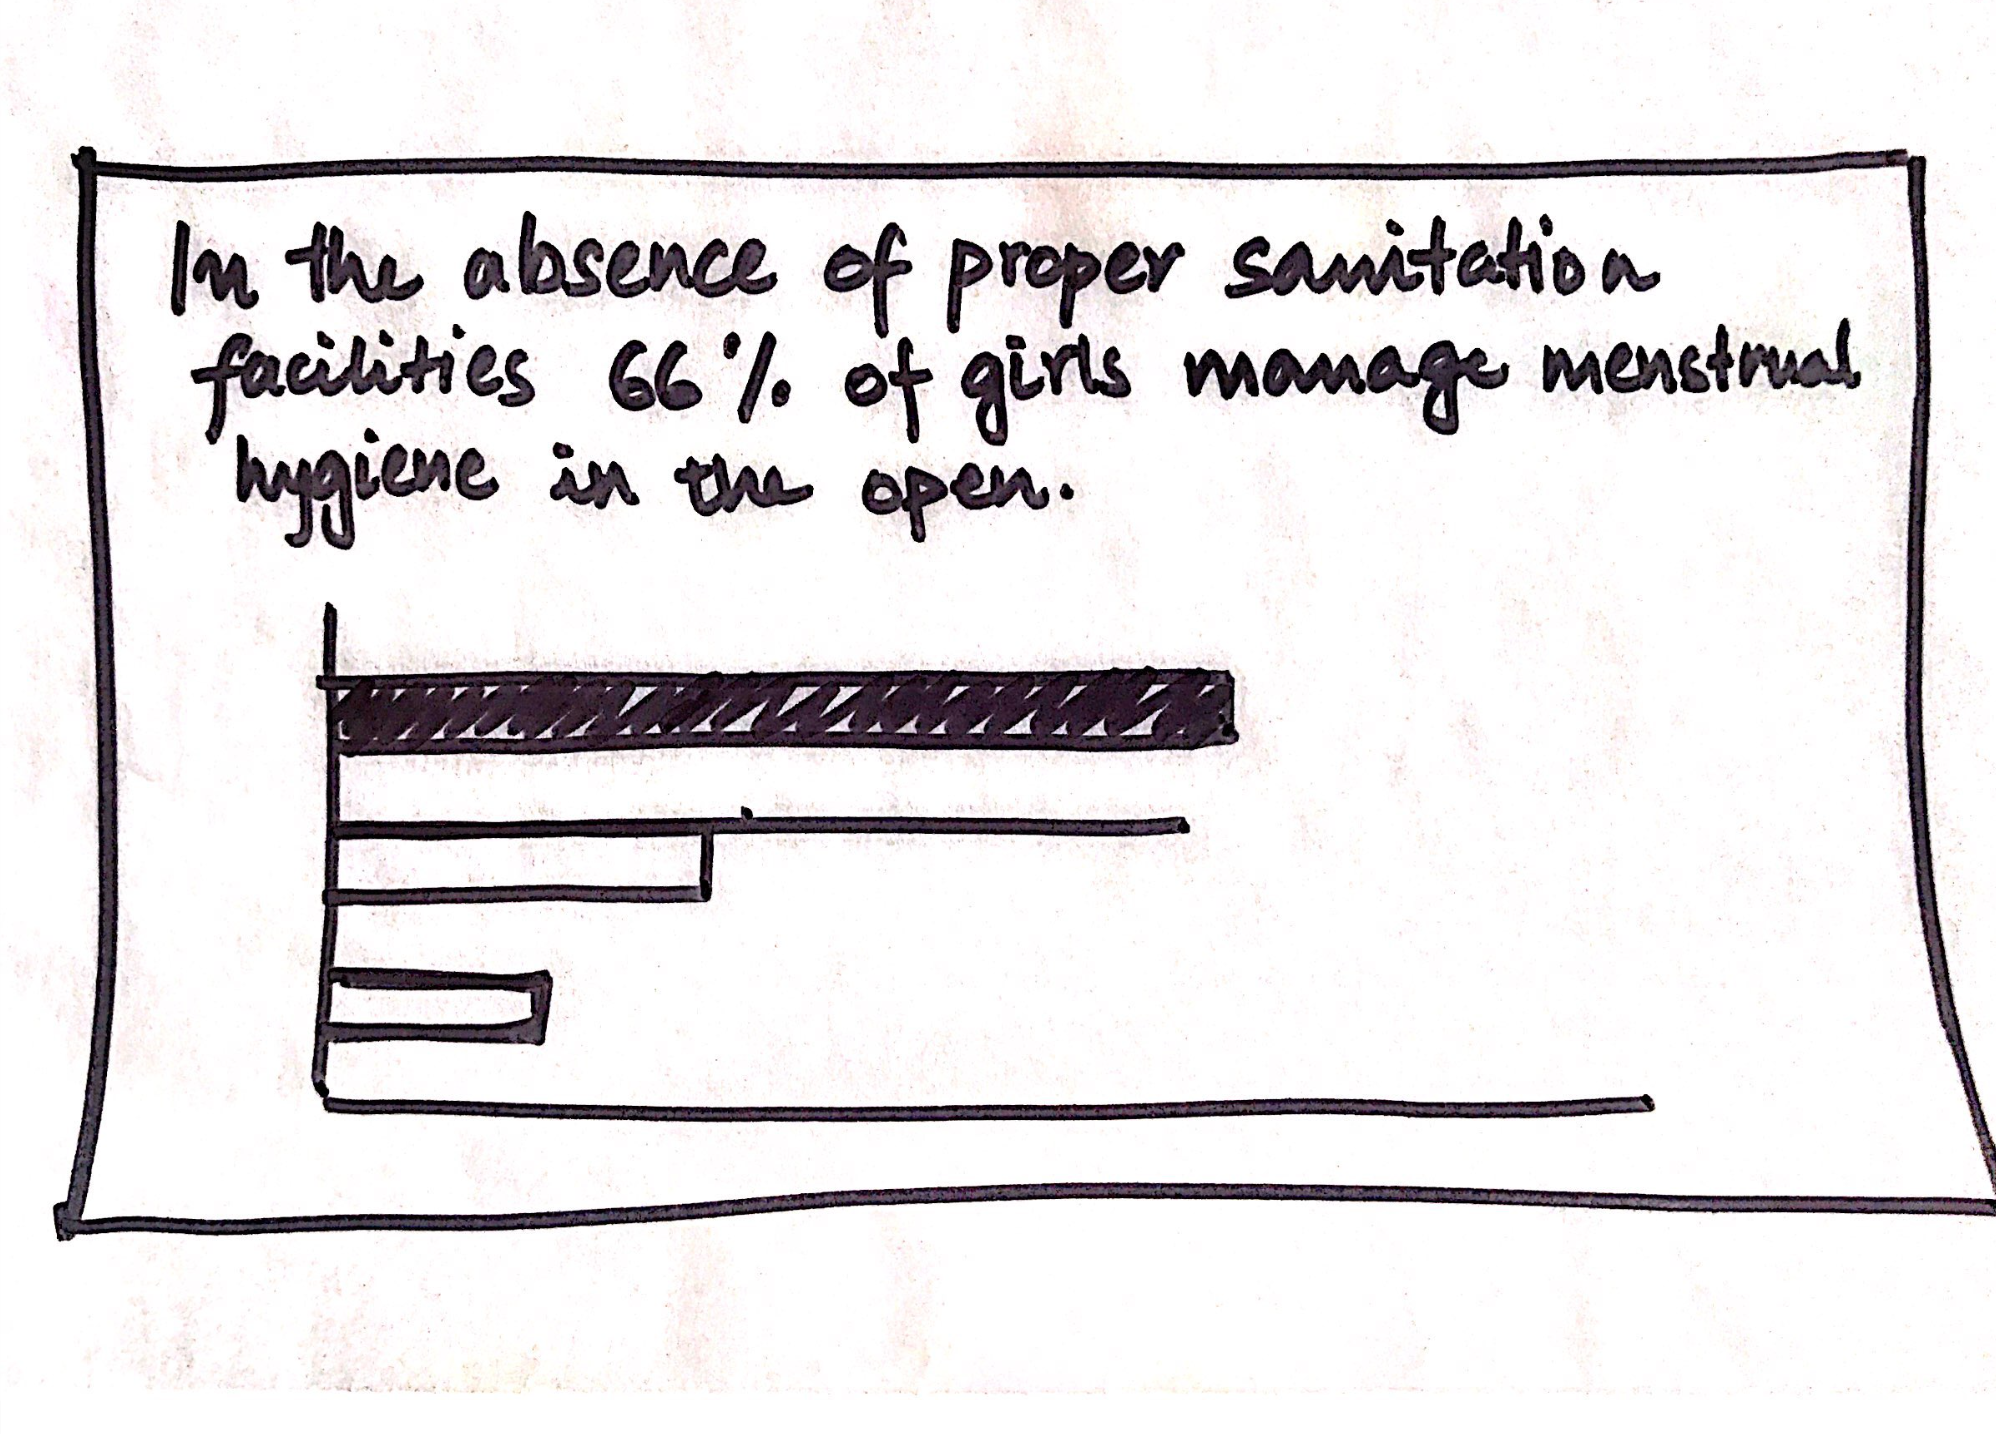 In the absence of proper sanitation
facilities 66% of girls manage menstrual
hygiene in the open.